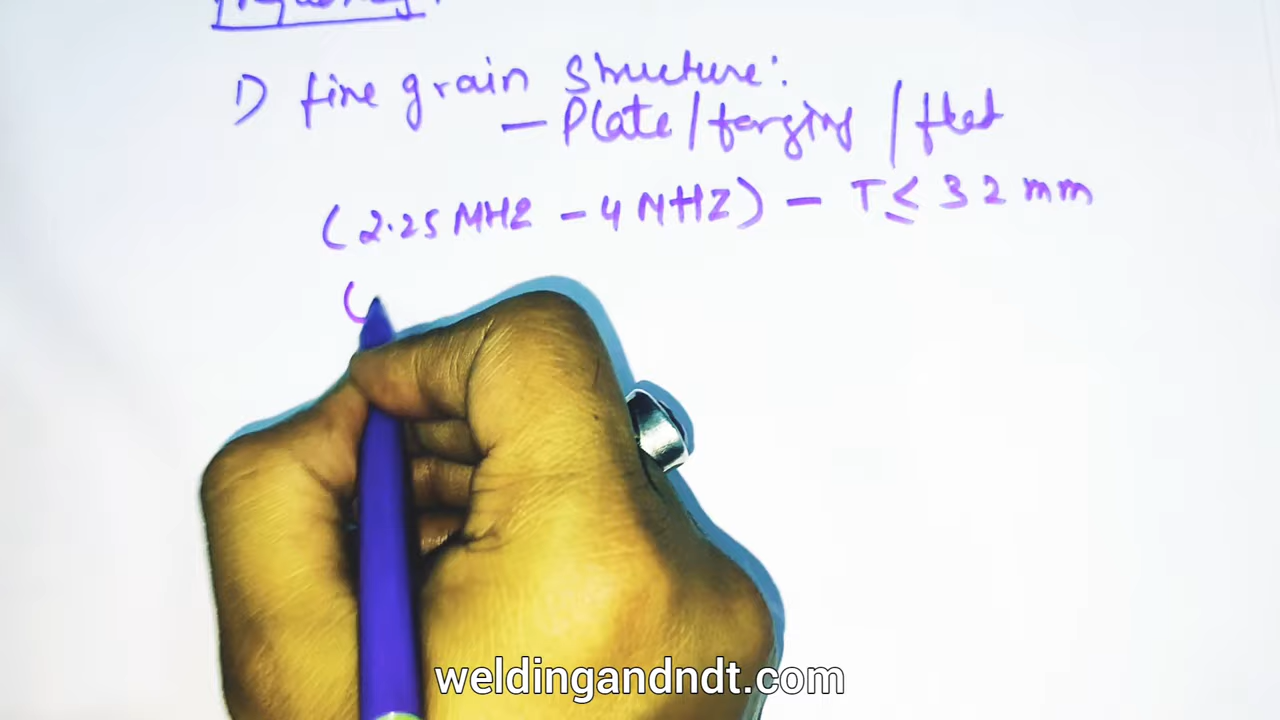 1) fine grain structure:
— Plate / forging / flat
(2.25 MHZ – 4 MHZ) – T ≤ 32 mm
(
weldingandndt.com